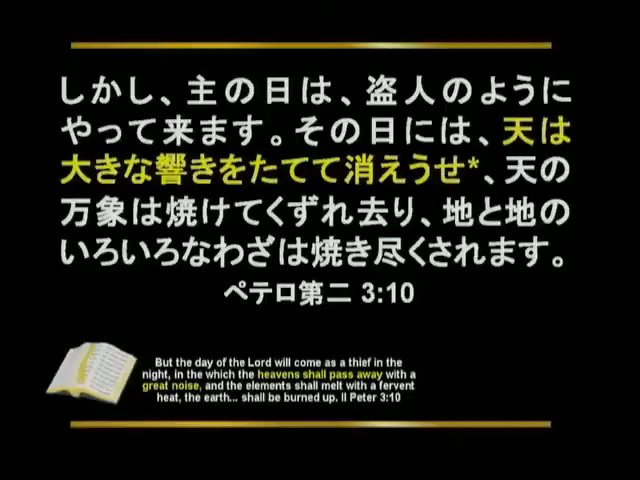 しかし、主の日は、盗人のように
やって来ます。その日には、天は
大きな響きをたてて消えうせ*、天の
万象は焼けてくずれ去り、地と地の
いろいろなわざは焼き尽くされます。
ペテロ第二 3:10
But the day of the Lord will come as a thief in the
night, in the which the heavens shall pass away with a
great noise, and the elements shall melt with a fervent
heat, the earth... shall be burned up. II Peter 3:10